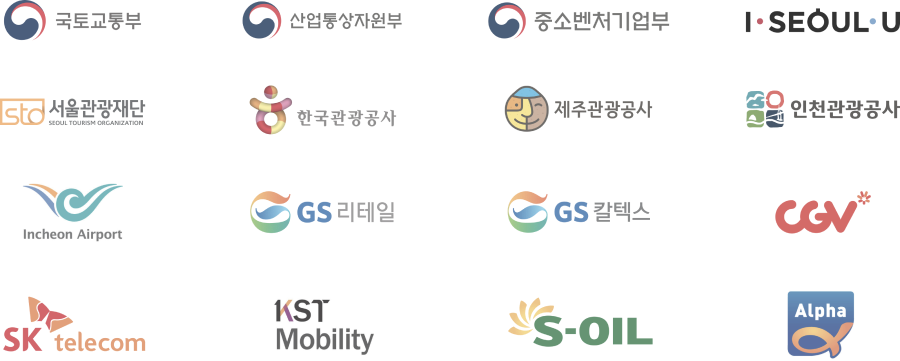 국토교통부
산업통상자원부
중소벤처기업부
I·SEOUL·U
std 서울관광재단
SEOUL TOURISM ORGANIZATION
한국관광공사
제주관광공사
인천관광공사
Incheon Airport
GS 리테일
GS 칼텍스
CGV
SK telecom
KST
Mobility
S-OIL
Alpha